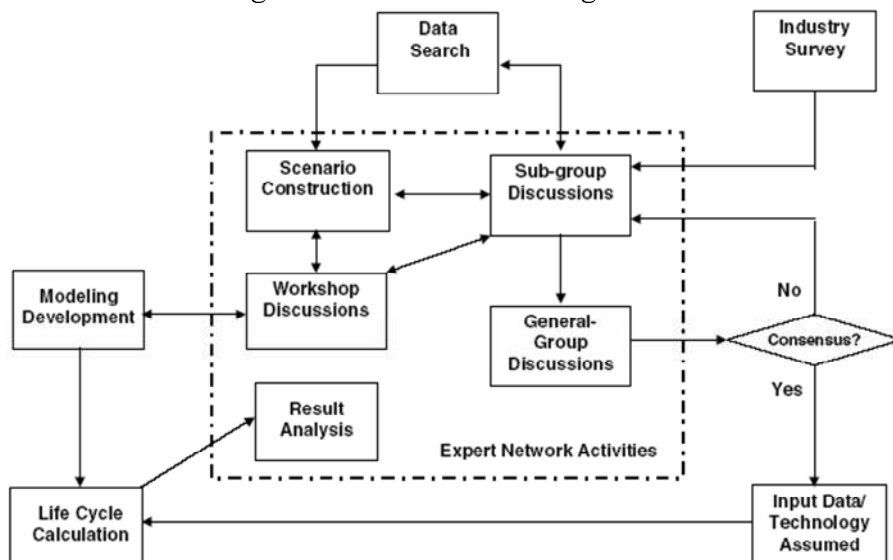 Data
Search
Industry
Survey
Scenario
Construction
Sub-group
Discussions
Modeling
Development
Workshop
Discussions
No
General-
Group
Discussions
Consensus?
Yes
Result
Analysis
Expert Network Activities
Life Cycle
Calculation
Input Data/
Technology
Assumed